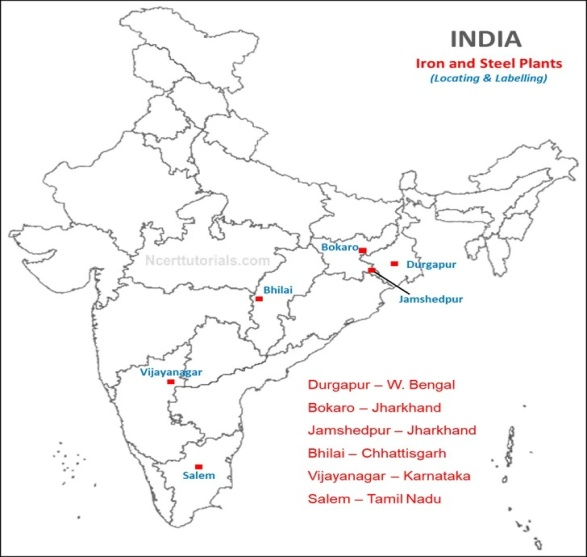 INDIA
Iron and Steel Plants
(Locating & Labelling)
Bokaro
Ncerttutorials.com
Durgapur
Bhilai
Jamshedpur
Vijayanagar
Durgapur – W. Bengal
Bokaro – Jharkhand
Jamshedpur – Jharkhand
Bhilai – Chhattisgarh
Vijayanagar – Karnataka
Salem
Salem – Tamil Nadu